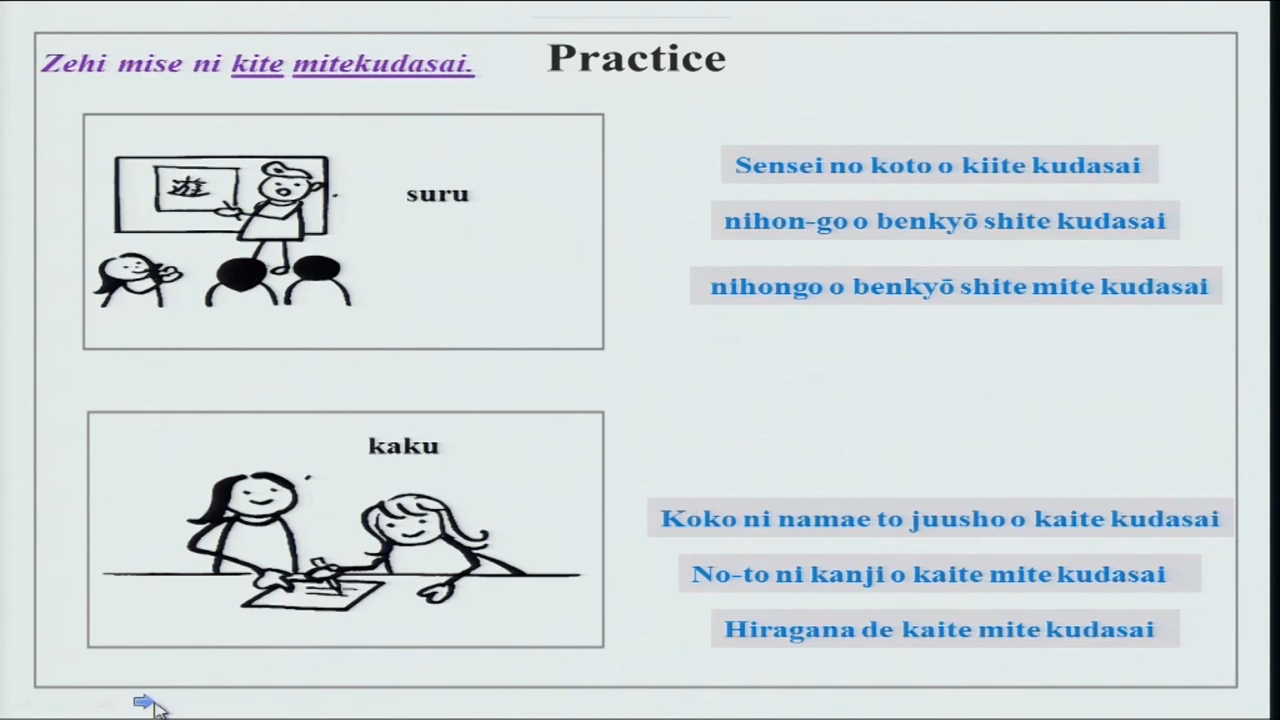 Zehi mise ni kite mitekudasai.
Practice
遊
suru
Sensei no koto o kiite kudasai
nihon-go o benkyō shite kudasai
nihongo o benkyō shite mite kudasai
kaku
Koko ni namae to juusho o kaite kudasai
No-to ni kanji o kaite mite kudasai
Hiragana de kaite mite kudasai